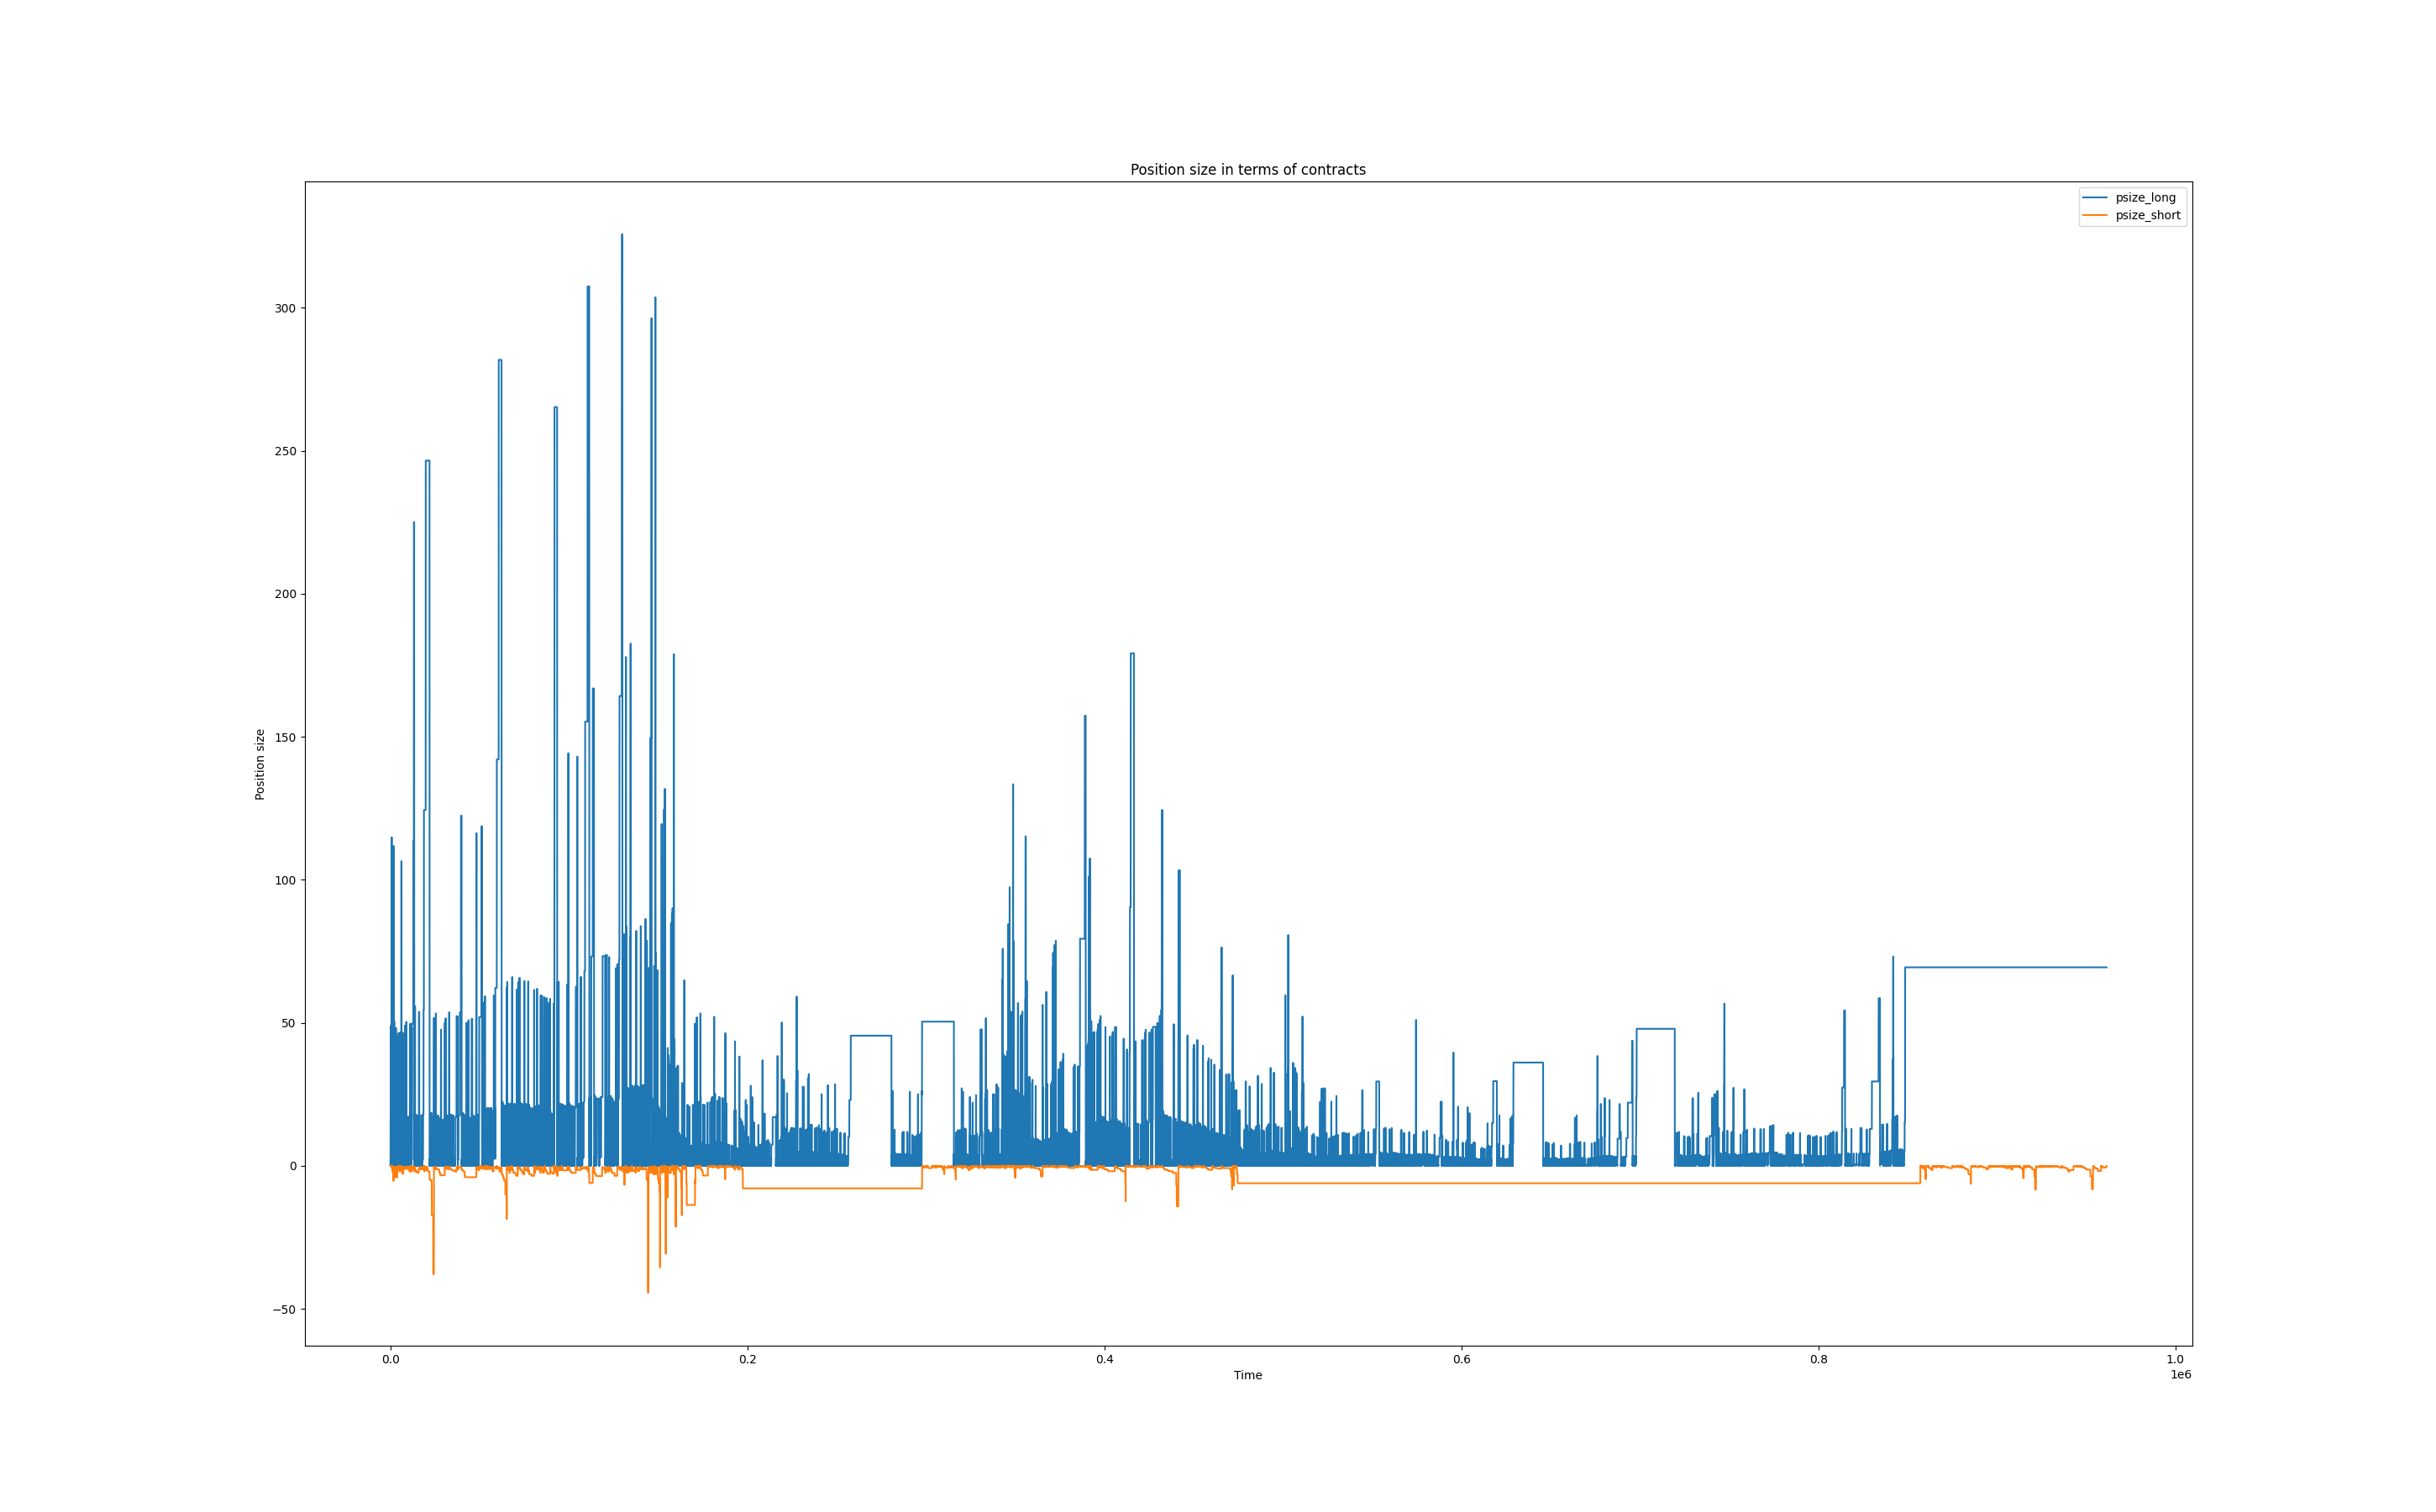 Position size in terms of contracts
psize_long
psize_short
Position size
300
250
200
150
100
50
0
−50
0.0
0.2
0.4
0.6
0.8
1.0
1e6
Time